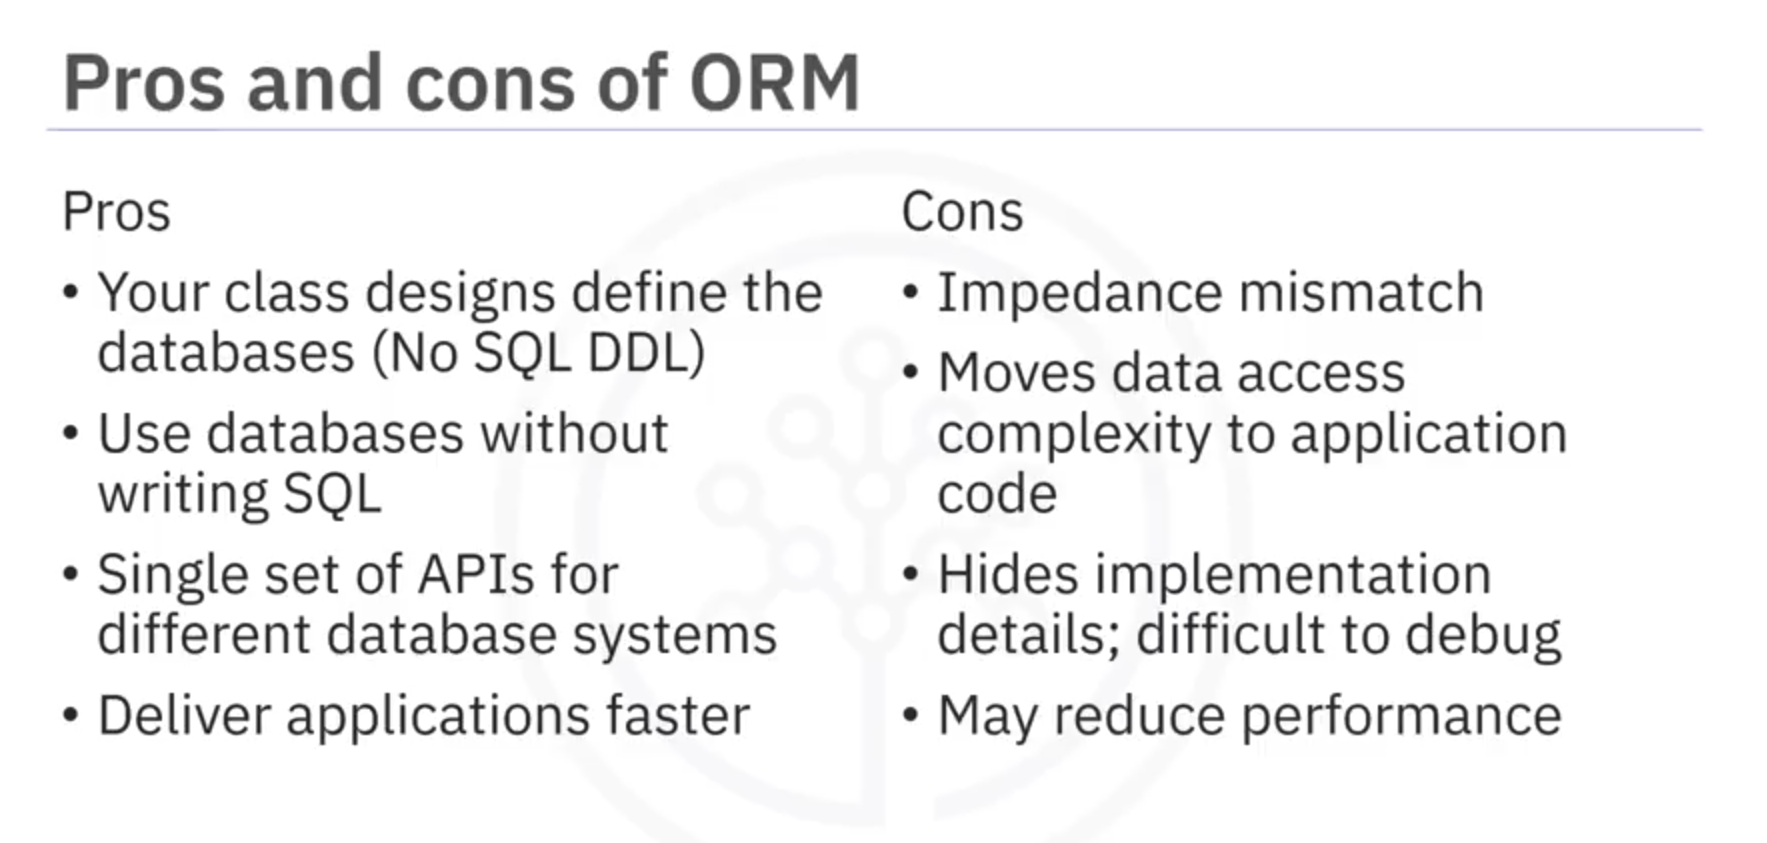 Pros and cons of ORM
Pros
• Your class designs define the
databases (No SQL DDL)
• Use databases without
writing SQL
• Single set of APIs for
different database systems
• Deliver applications faster
Cons
• Impedance mismatch
• Moves data access
complexity to application
code
• Hides implementation
details; difficult to debug
• May reduce performance